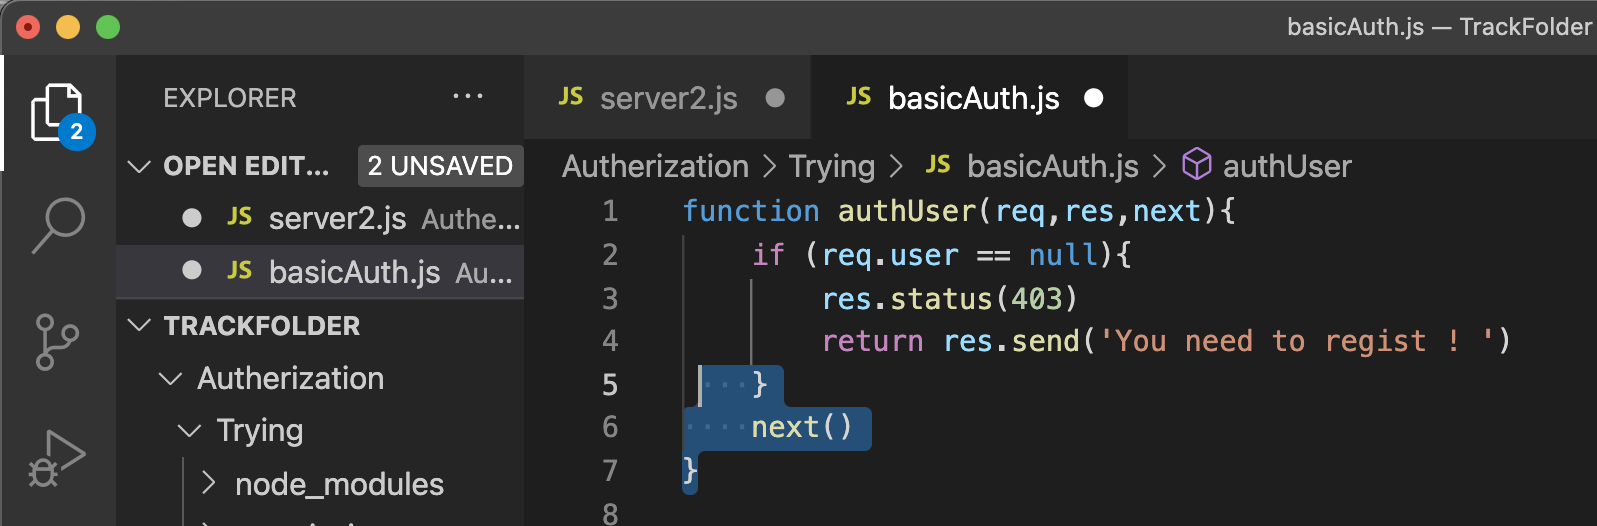 basicAuth.js — TrackFolder
EXPLORER ...
JS server2.js
JS basicAuth.js
2
OPEN EDIT... 2 UNSAVED
JS server2.js Authe...
JS basicAuth.js Au...
TRACKFOLDER
Autherization
Trying
node_modules
Autherization > Trying > JS basicAuth.js > authUser
1 function authUser(req,res,next){
2 if (req.user == null){
3 res.status(403)
4 return res.send('You need to regist ! ')
5 }
6 next()
7 }
8